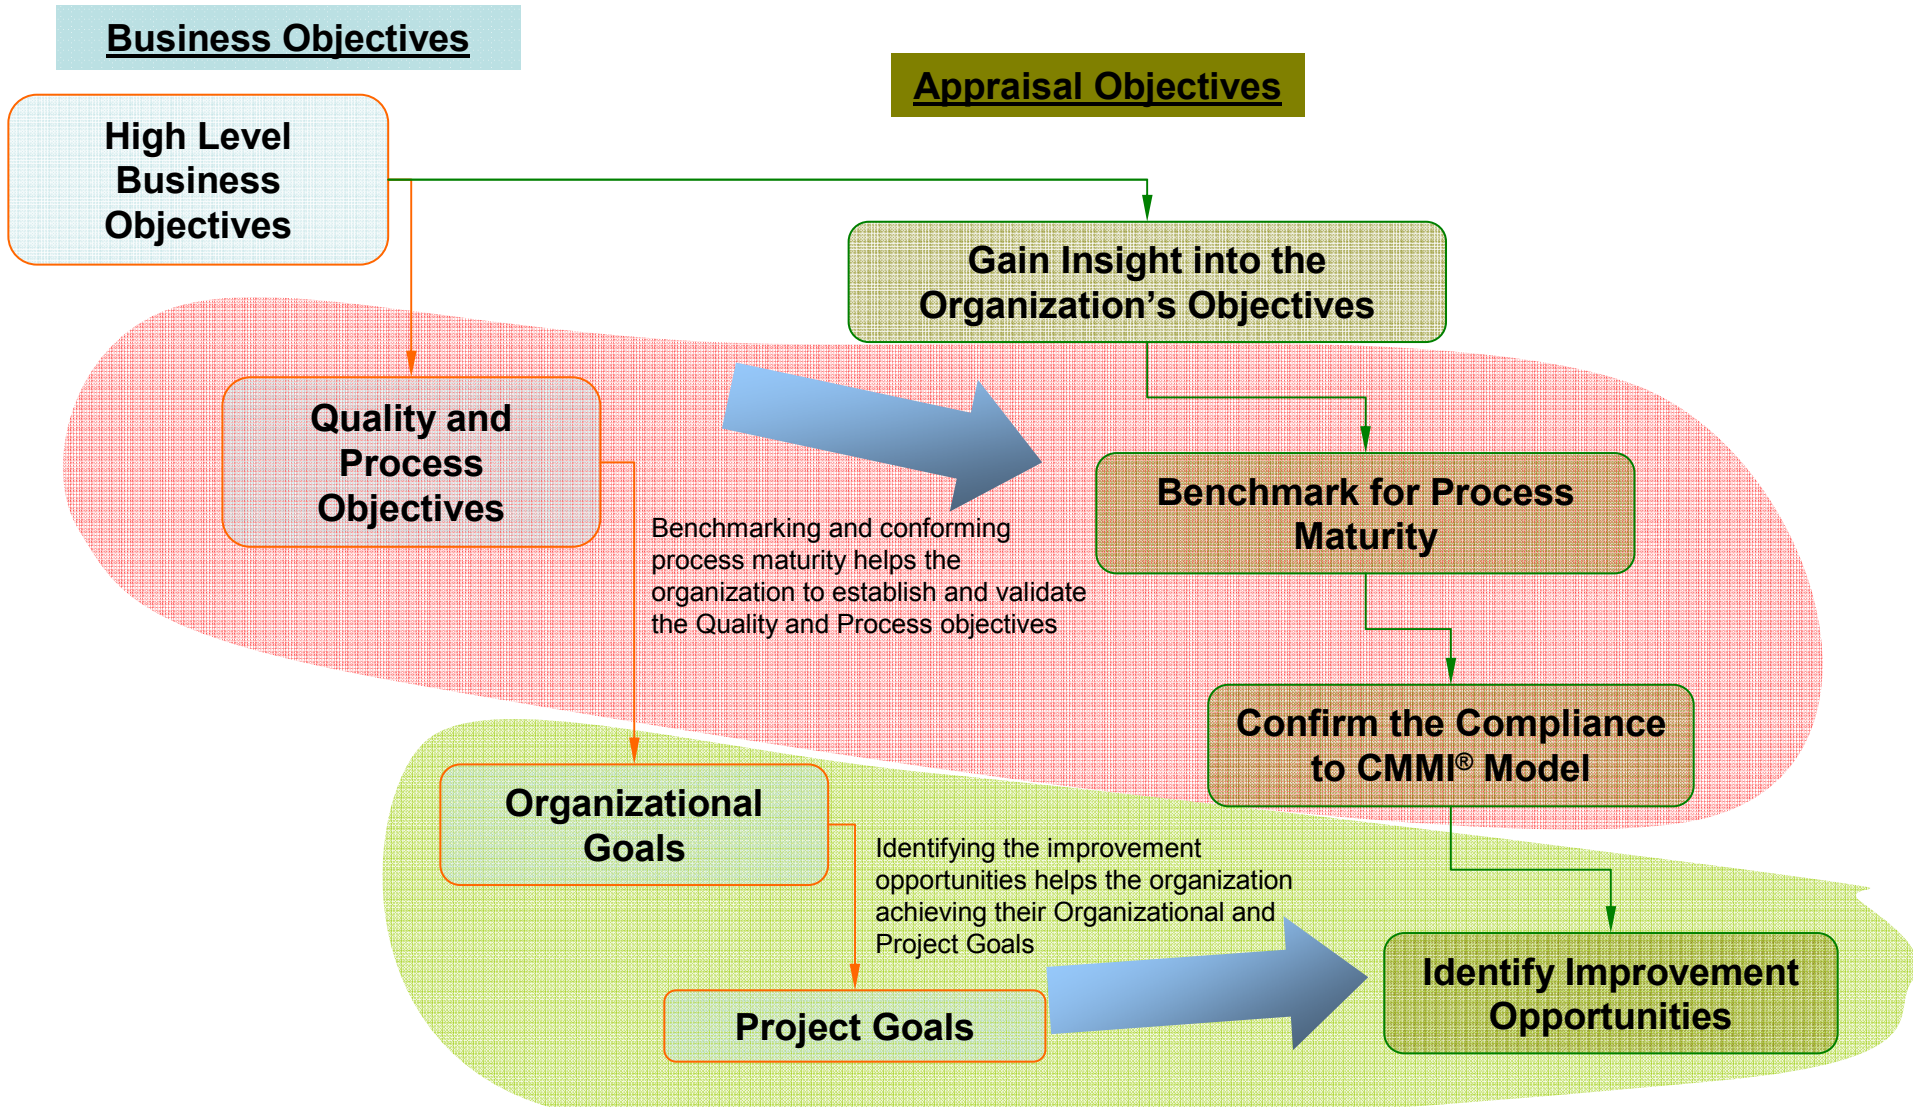 Business Objectives
Appraisal Objectives
High Level
Business
Objectives
Gain Insight into the
Organization’s Objectives
Quality and
Process
Objectives
Benchmark for Process
Maturity
Benchmarking and conforming
process maturity helps the
organization to establish and validate
the Quality and Process objectives
Confirm the Compliance
to CMMI® Model
Organizational
Goals
Identifying the improvement
opportunities helps the organization
achieving their Organizational and
Project Goals
Identify Improvement
Opportunities
Project Goals